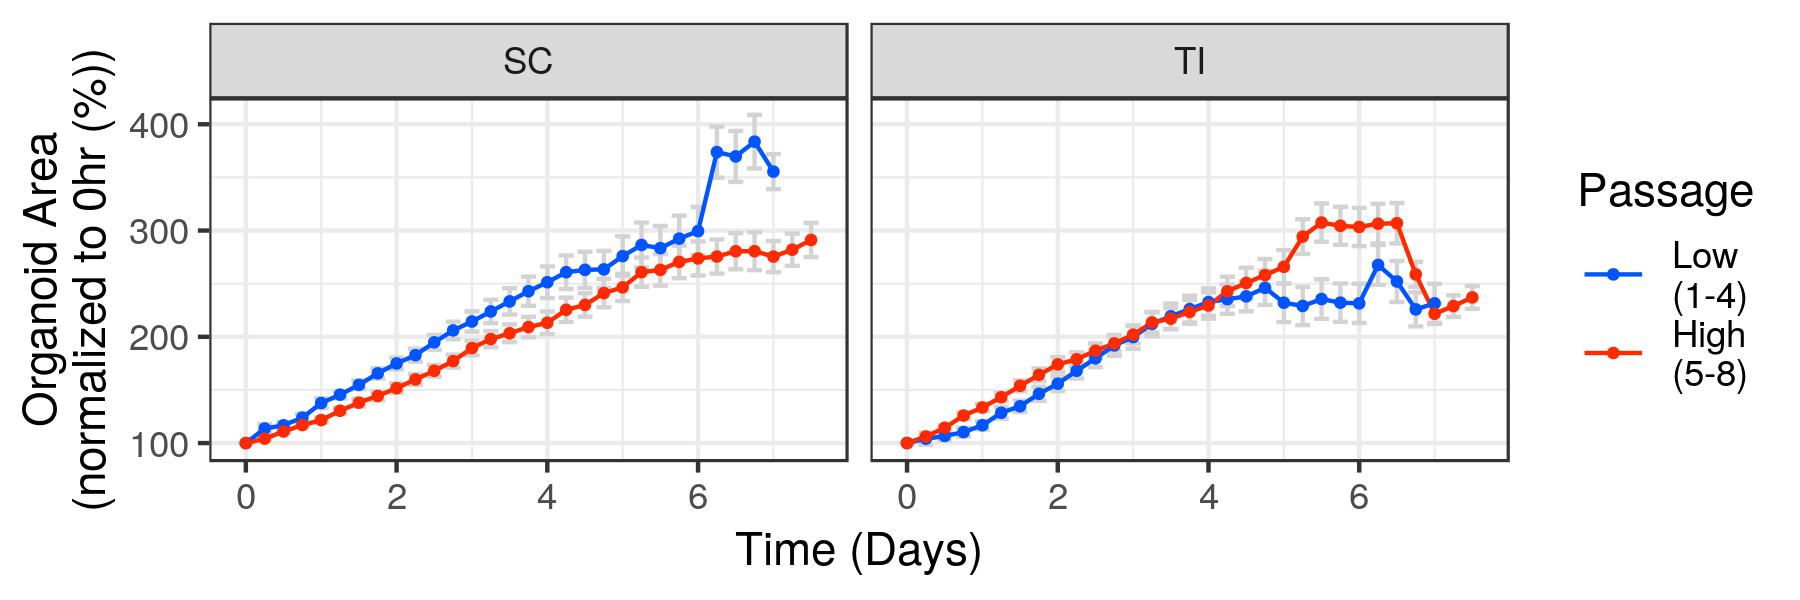 SC
TI
Organoid Area
(normalized to 0hr (%))
400
300
200
100
0
2
4
6
0
2
4
6
Time (Days)
Passage
Low
(1-4)
High
(5-8)